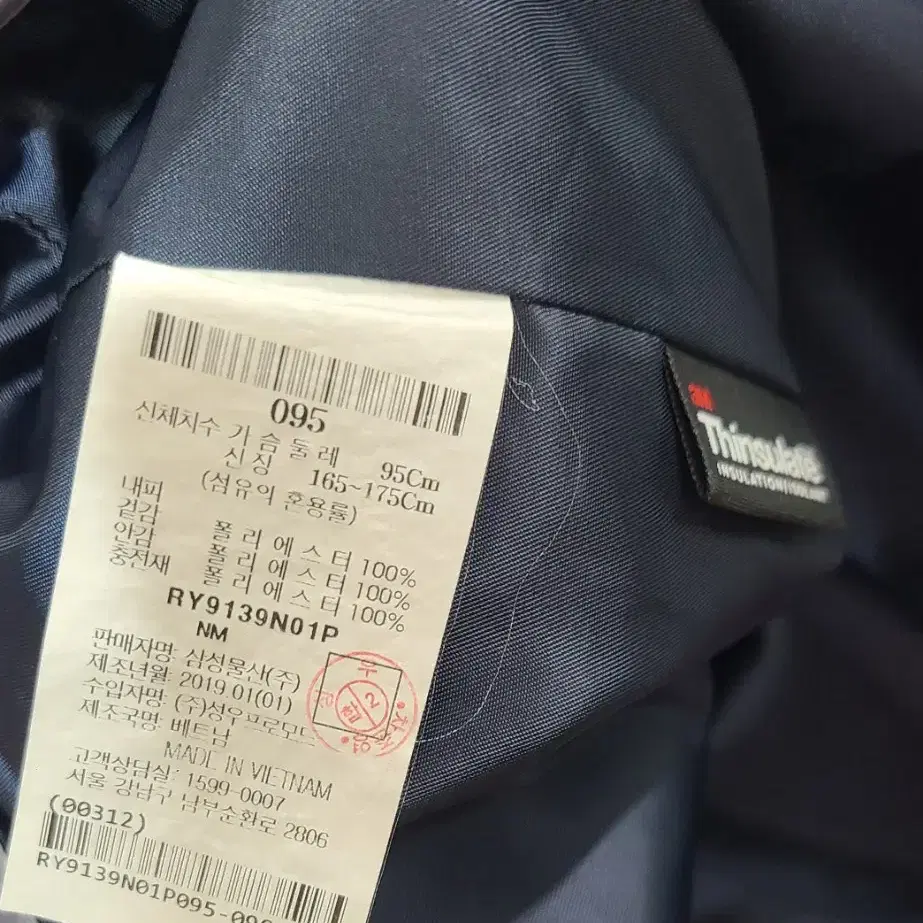 095
신체치수 가 슴 둘 레 95Cm
신 장 165~175Cm
내피 (섬유의 혼용률)
겉감 폴 리 에 스 터 100%
안감 폴 리 에 스 터 100%
충전재 폴 리 에 스 터 100%
RY9139N01P
NM
판매자명: 삼성물산(주)
제조년월: 2019.01(01)
수입자명: (주)성우프로모드
제조국명: 베트남
MADE IN VIETNAM
고객상담실: 1599-0007
서울 강남구 남부순환로 2806
(00312)
RY9139N01P095-09
3M
Thinsulate
INSULATION